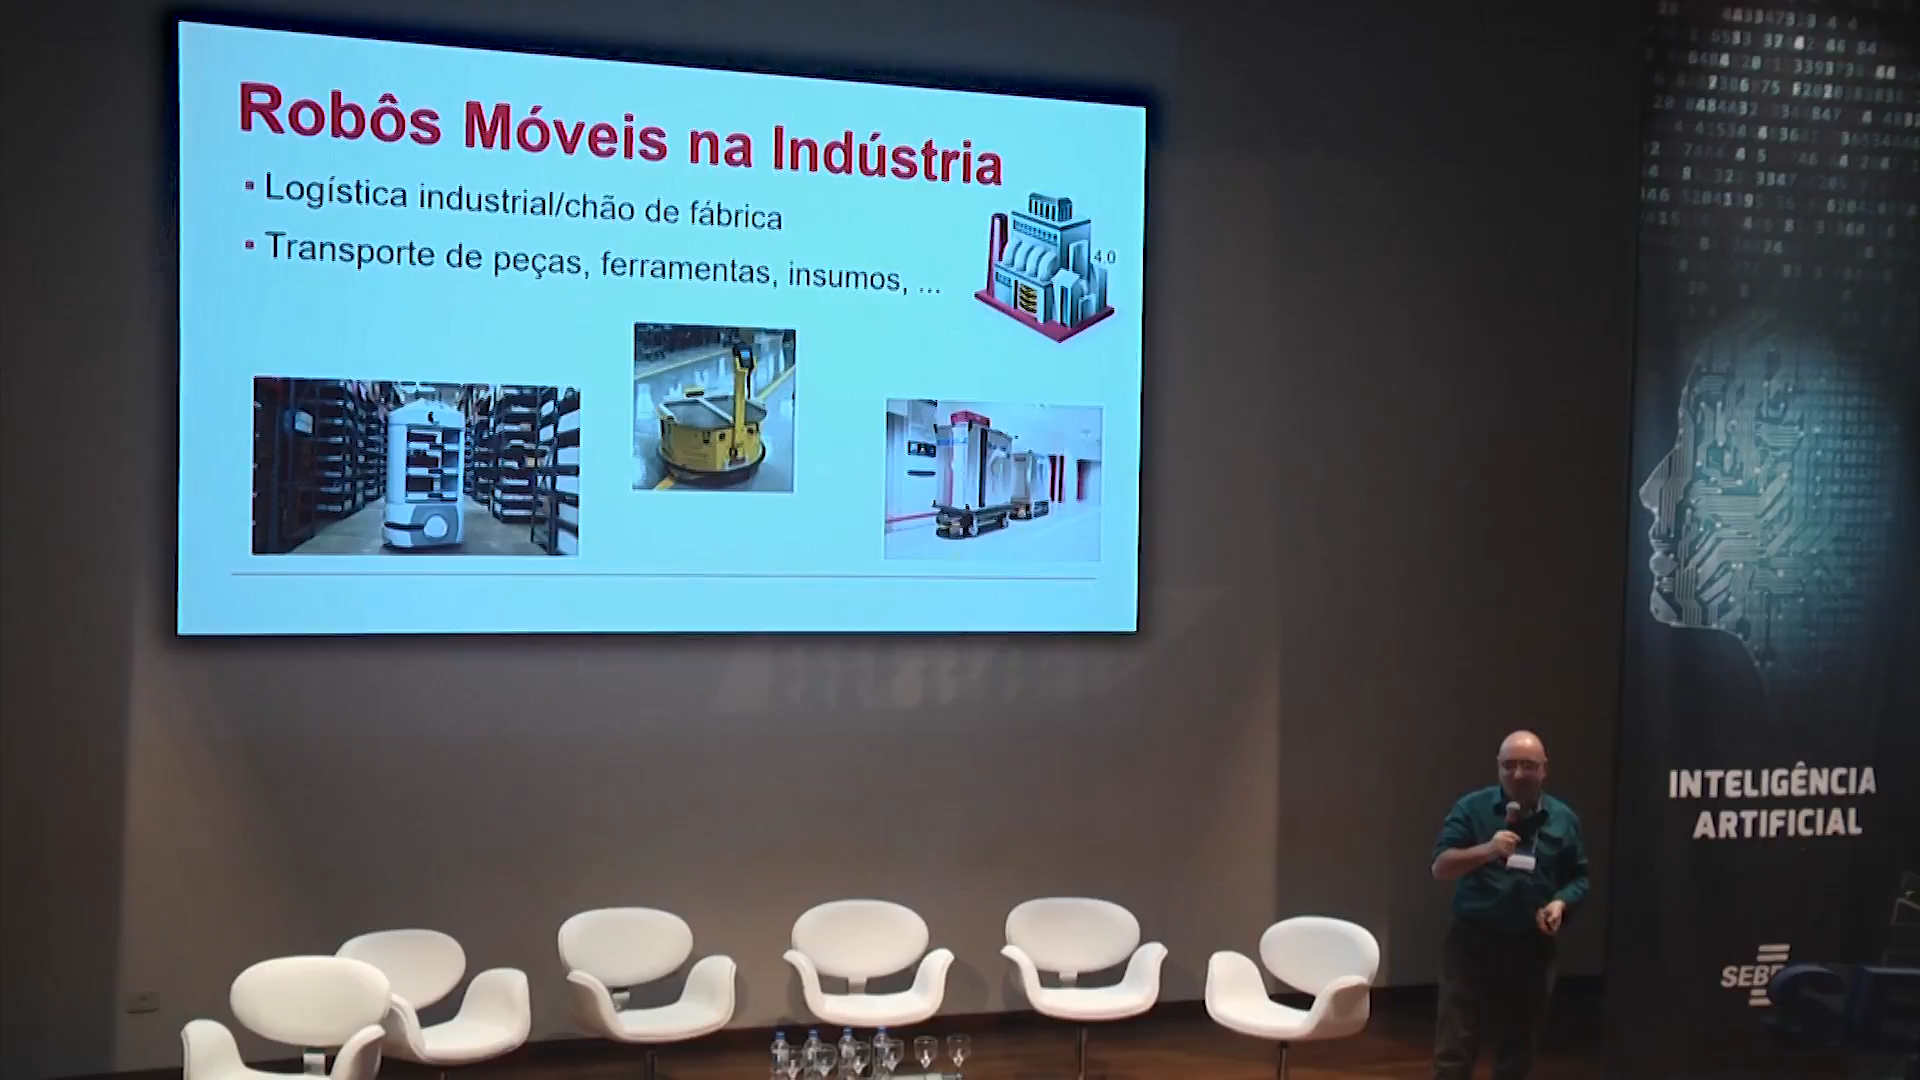 Robôs Móveis na Indústria
▪ Logística industrial/chão de fábrica
▪ Transporte de peças, ferramentas, insumos, ...
4.0
INTELIGÊNCIA
ARTIFICIAL